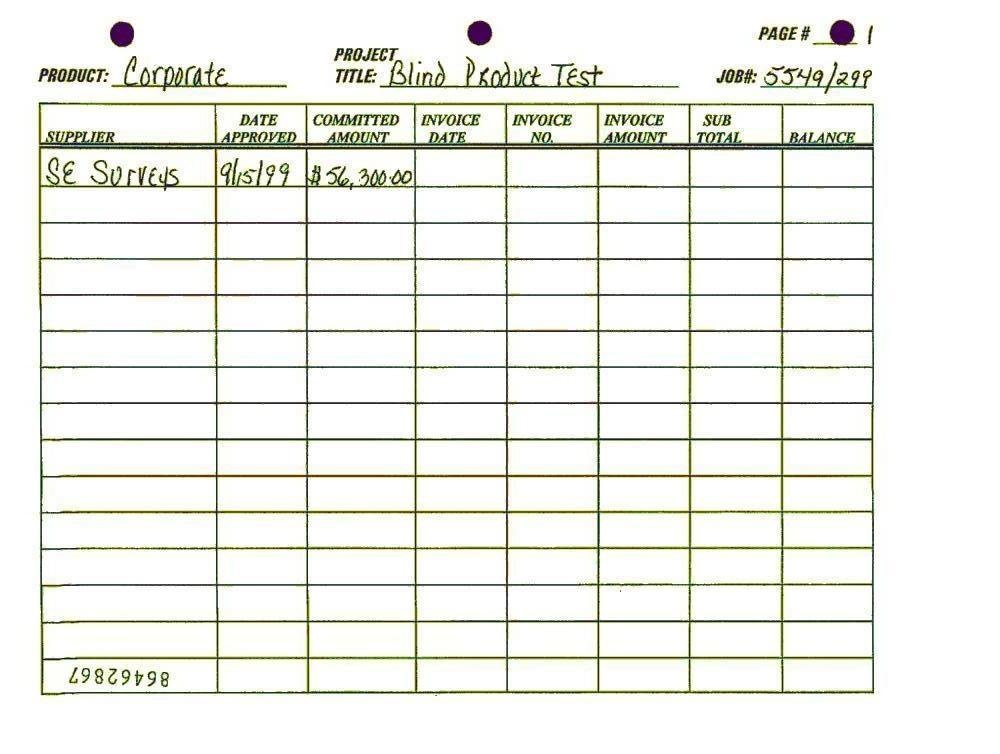 PAGE # 1
PRODUCT: Corporate PROJECT TITLE: Blind Product Test JOB#: 5549/299
SUPPLIER DATE APPROVED COMMITTED AMOUNT INVOICE DATE INVOICE NO. INVOICE AMOUNT SUB TOTAL BALANCE
SE Surveys 9/15/99 $56,300.00
86462867